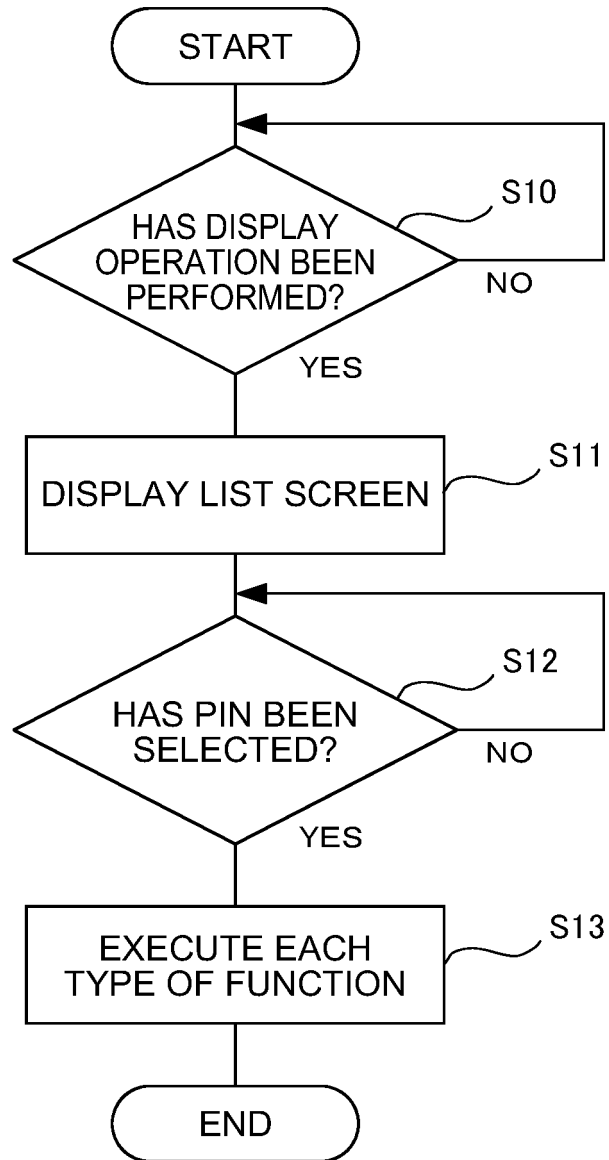 START
S10
HAS DISPLAY
OPERATION BEEN
PERFORMED?
NO
YES
S11
DISPLAY LIST SCREEN
S12
HAS PIN BEEN
SELECTED?
NO
YES
S13
EXECUTE EACH
TYPE OF FUNCTION
END